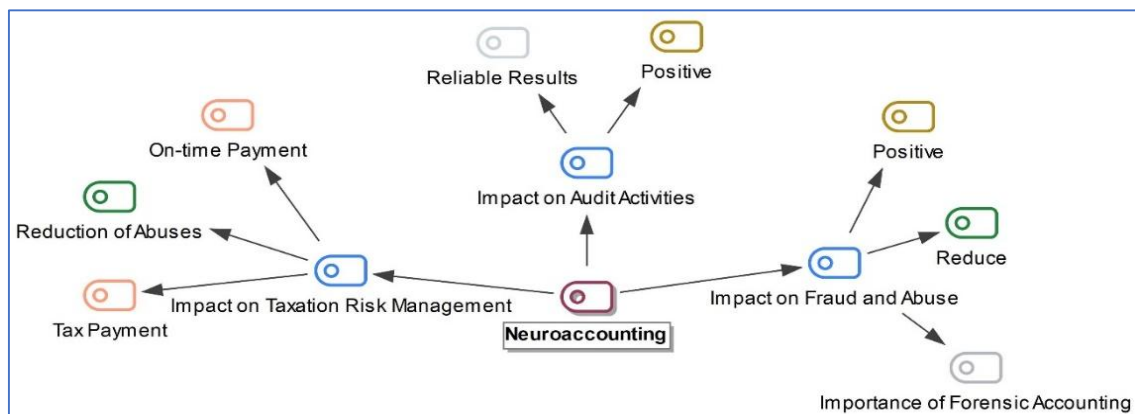 Reliable Results
Positive
On-time Payment
Positive
Impact on Audit Activities
Reduction of Abuses
Reduce
Impact on Taxation Risk Management
Impact on Fraud and Abuse
Tax Payment
Neuroaccounting
Importance of Forensic Accounting